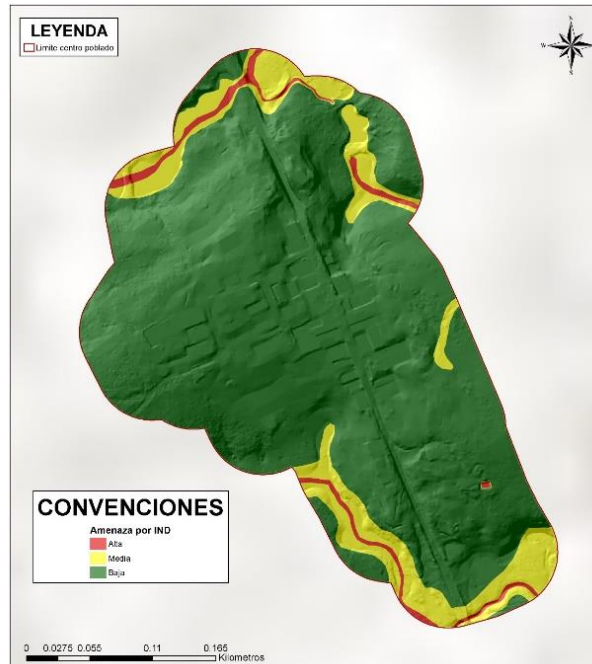 LEYENDA
Limite centro poblado
N
W
E
S
CONVENCIONES
Amenaza por IND
Alta
Media
Baja
0 0.0275 0.055 0.11 0.165
Kilometros